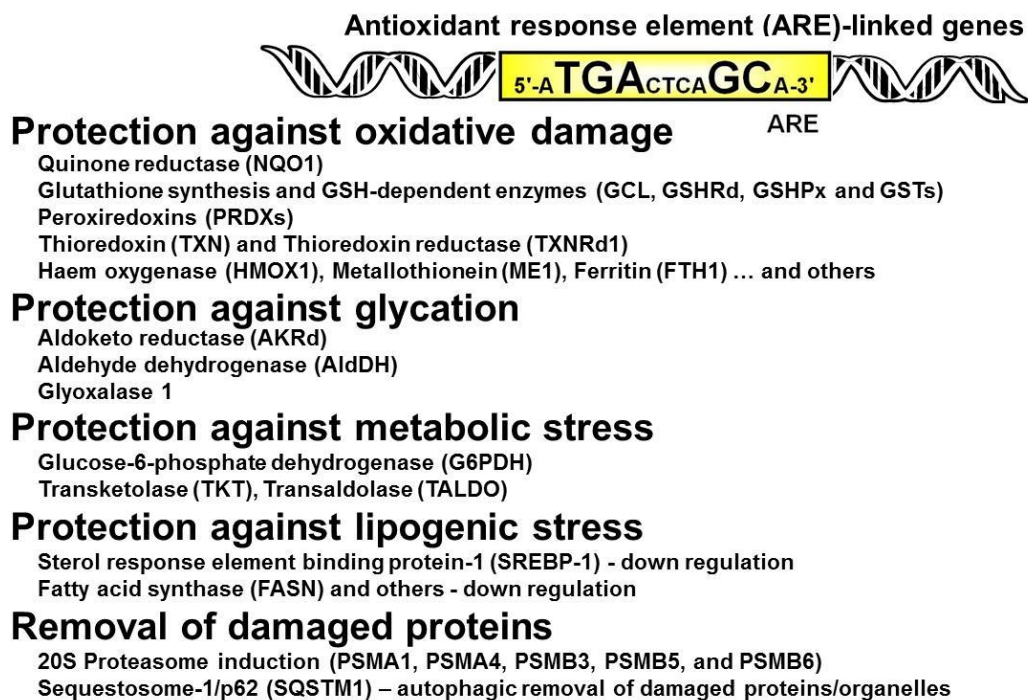 Antioxidant response element (ARE)-linked genes
5'-ATGACTCAGCA-3'
ARE
Protection against oxidative damage
Quinone reductase (NQO1)
Glutathione synthesis and GSH-dependent enzymes (GCL, GSHRd, GSHPx and GSTs)
Peroxiredoxins (PRDXs)
Thioredoxin (TXN) and Thioredoxin reductase (TXNRd1)
Haem oxygenase (HMOX1), Metallothionein (ME1), Ferritin (FTH1) … and others
Protection against glycation
Aldoketo reductase (AKRd)
Aldehyde dehydrogenase (AldDH)
Glyoxalase 1
Protection against metabolic stress
Glucose-6-phosphate dehydrogenase (G6PDH)
Transketolase (TKT), Transaldolase (TALDO)
Protection against lipogenic stress
Sterol response element binding protein-1 (SREBP-1) - down regulation
Fatty acid synthase (FASN) and others - down regulation
Removal of damaged proteins
20S Proteasome induction (PSMA1, PSMA4, PSMB3, PSMB5, and PSMB6)
Sequestosome-1/p62 (SQSTM1) – autophagic removal of damaged proteins/organelles